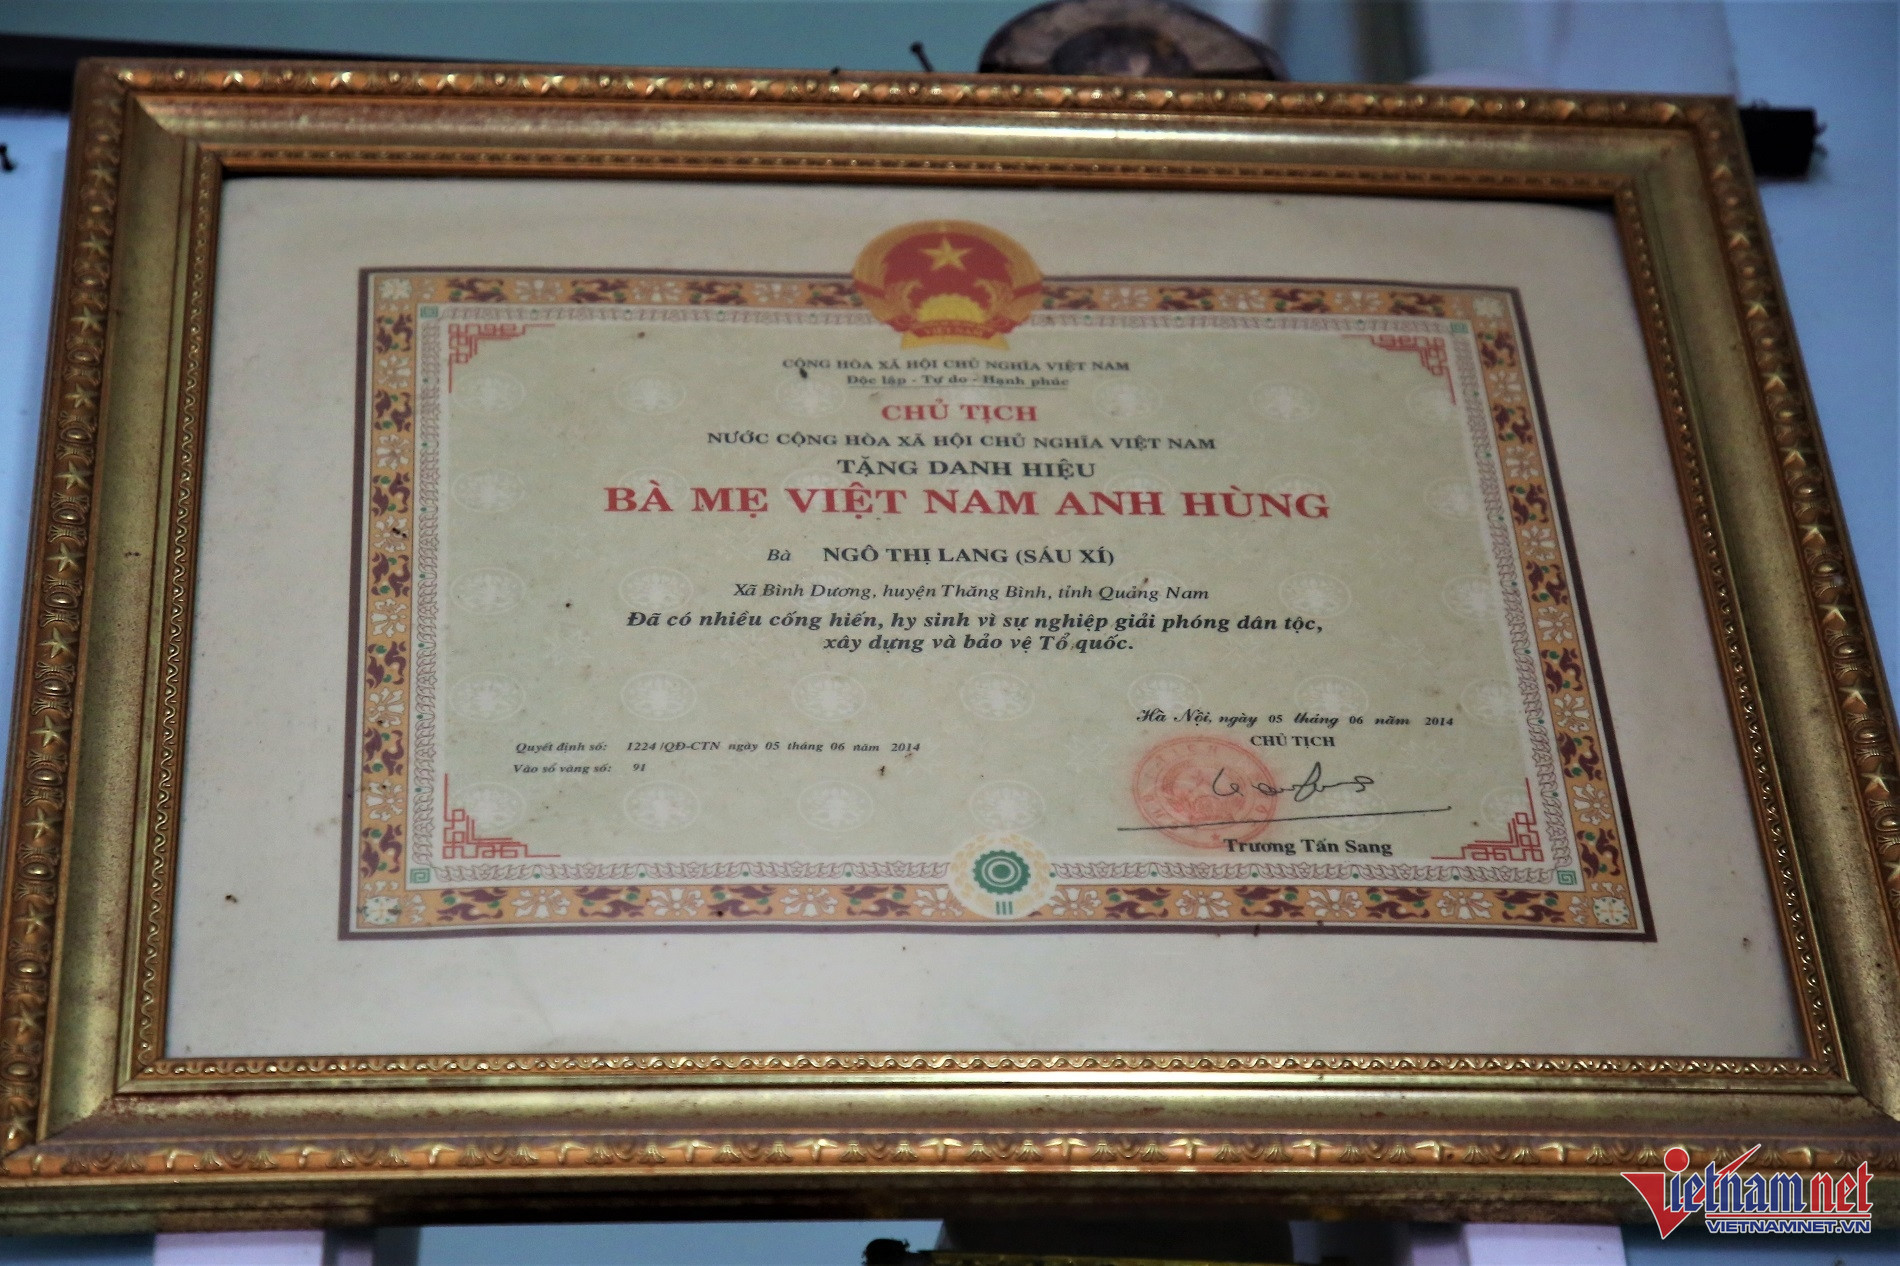 VIỆT NAM
CỘNG HÒA XÃ HỘI CHỦ NGHĨA VIỆT NAM
Độc lập - Tự do - Hạnh phúc
CHỦ TỊCH
NƯỚC CỘNG HÒA XÃ HỘI CHỦ NGHĨA VIỆT NAM
TẶNG DANH HIỆU
BÀ MẸ VIỆT NAM ANH HÙNG
Bà NGÔ THỊ LANG (SÁU XÍ)
Xã Bình Dương, huyện Thăng Bình, tỉnh Quảng Nam
Đã có nhiều cống hiến, hy sinh vì sự nghiệp giải phóng dân tộc,
xây dựng và bảo vệ Tổ quốc.
Hà Nội, ngày 05 tháng 06 năm 2014
CHỦ TỊCH
Quyết định số: 1224/QĐ-CTN ngày 05 tháng 06 năm 2014
Vào sổ vàng số: 91
Trương Tấn Sang
Vietnamnet
VIETNAMNET.VN